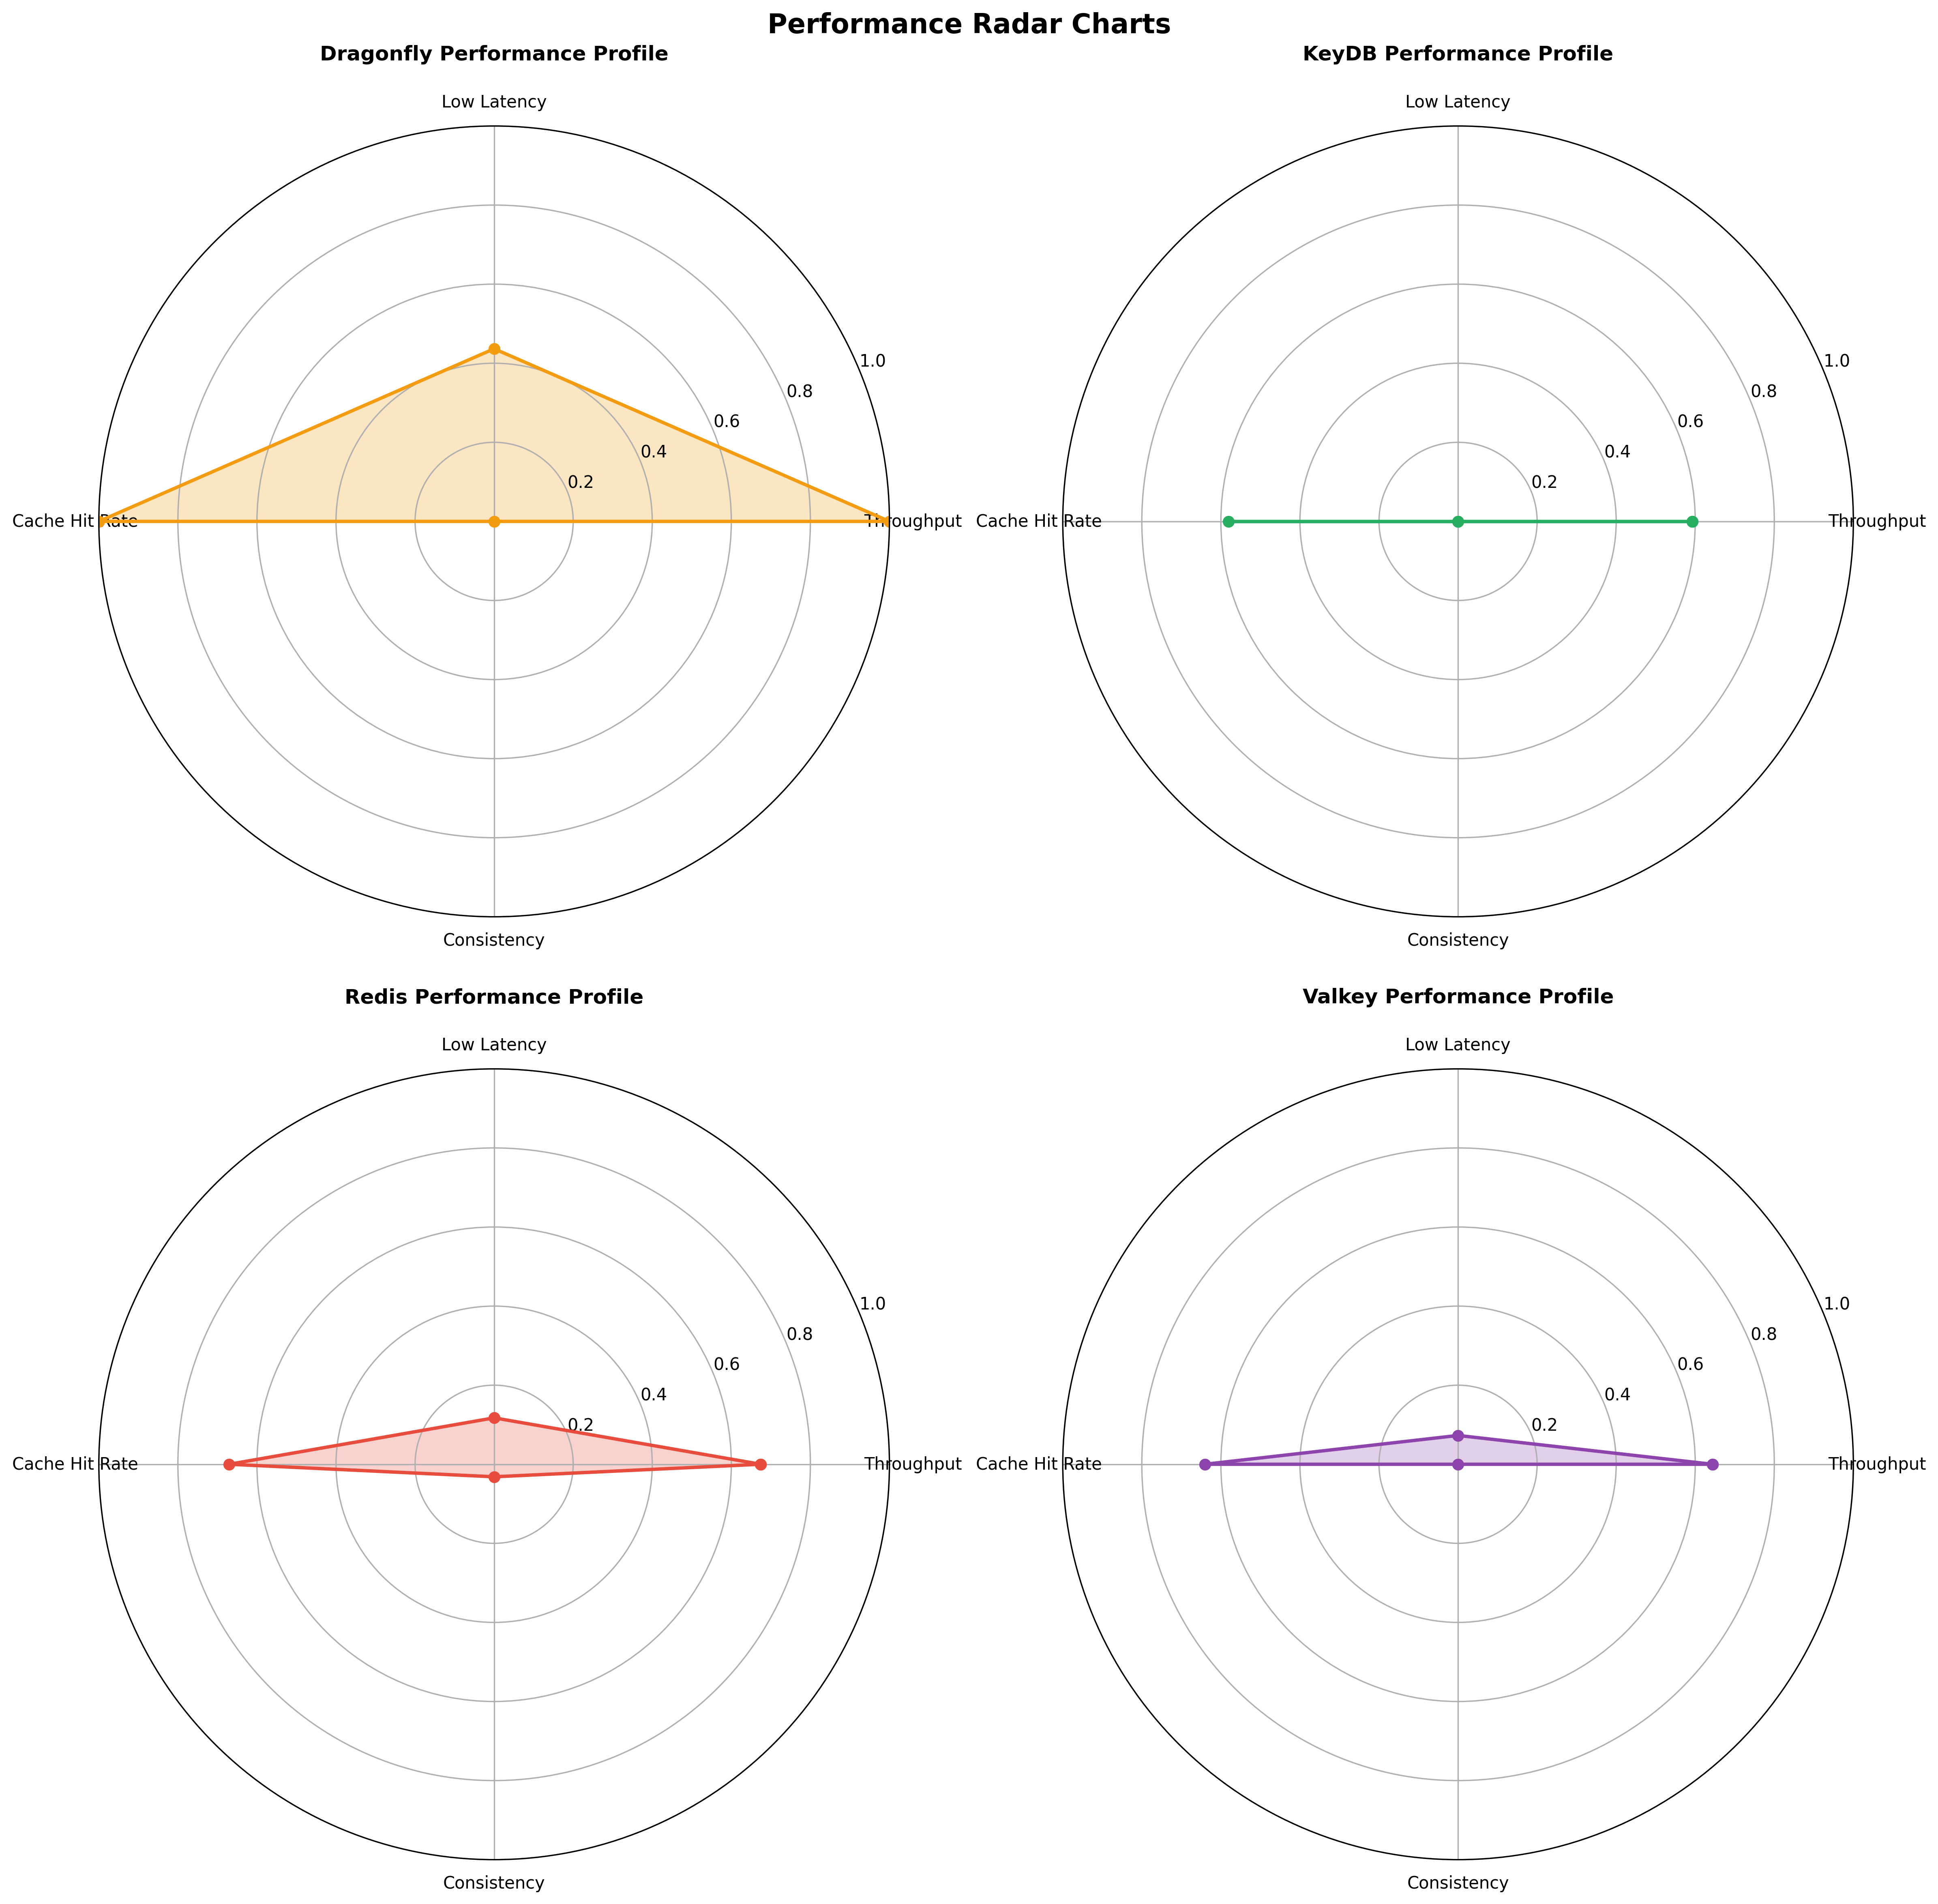 Performance Radar Charts
Dragonfly Performance Profile
Low Latency
1.0
0.8
0.6
0.4
0.2
Cache Hit Rate
Throughput
Consistency
KeyDB Performance Profile
Low Latency
1.0
0.8
0.6
0.4
0.2
Cache Hit Rate
Throughput
Consistency
Redis Performance Profile
Low Latency
1.0
0.8
0.6
0.4
0.2
Cache Hit Rate
Throughput
Consistency
Valkey Performance Profile
Low Latency
1.0
0.8
0.6
0.4
0.2
Cache Hit Rate
Throughput
Consistency